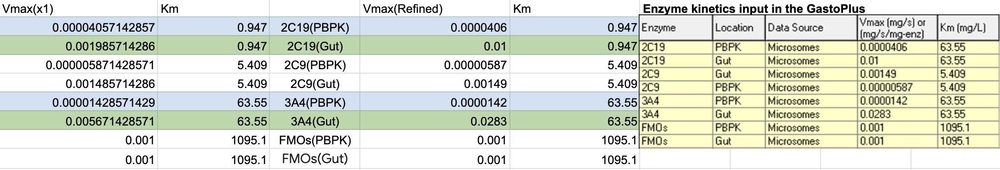 Vmax(x1) Km Vmax(Refined) Km Enzyme kinetics input in the GastoPlus
0.00004057142857 0.947 2C19(PBPK) 0.0000406 0.947
0.001985714286 0.947 2C19(Gut) 0.01 0.947
0.000005871428571 5.409 2C9(PBPK) 0.00000587 5.409
0.001485714286 5.409 2C9(Gut) 0.00149 5.409
0.00001428571429 63.55 3A4(PBPK) 0.0000142 63.55
0.005671428571 63.55 3A4(Gut) 0.0283 63.55
0.001 1095.1 FMOs(PBPK) 0.001 1095.1
0.001 1095.1 FMOs(Gut) 0.001 1095.1
Enzyme Location Data Source Vmax (mg/s) or Km (mg/L)
(mg/s/mg-enz)
2C19 PBPK Microsomes 0.0000406 63.55
2C19 Gut Microsomes 0.01 63.55
2C9 Gut Microsomes 0.00149 5.409
2C9 PBPK Microsomes 0.00000587 5.409
3A4 PBPK Microsomes 0.0000142 63.55
3A4 Gut Microsomes 0.0283 63.55
FMOs PBPK Microsomes 0.001 1095.1
FMOs Gut Microsomes 0.001 1095.1